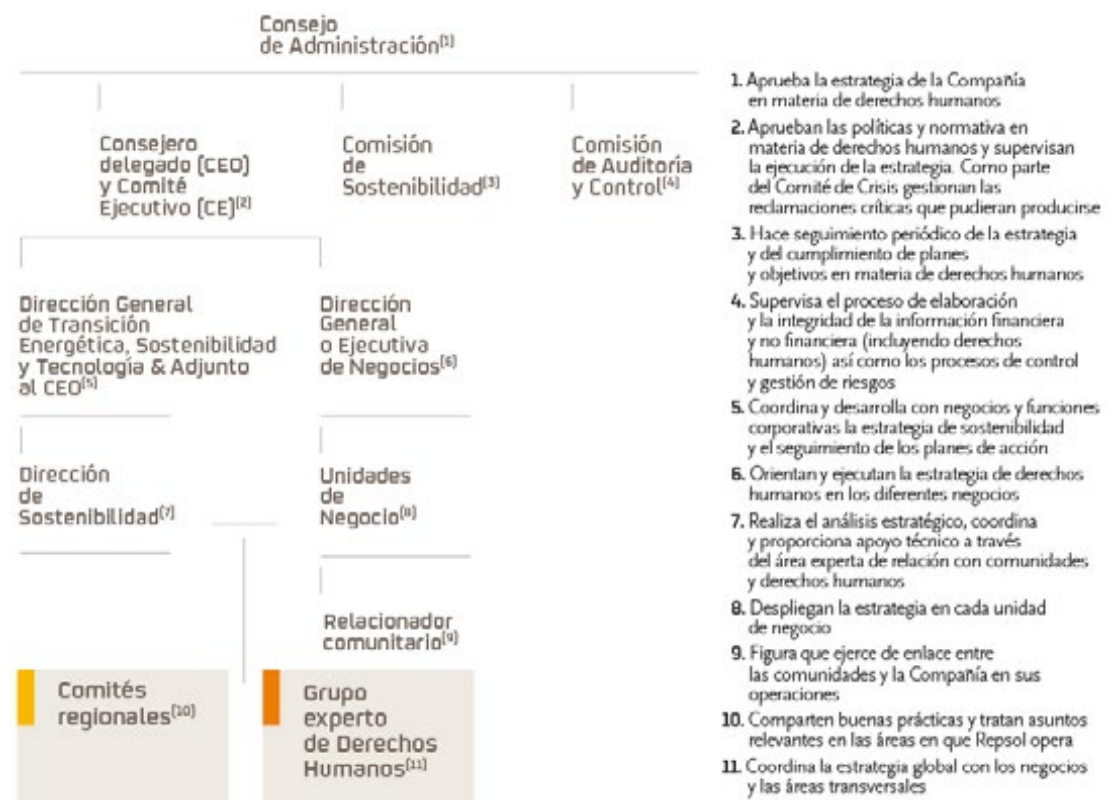 Consejo
de Administración[1]
Consejero
delegado (CEO)
y Comité
Ejecutivo (CE)[2]
Comisión
de
Sostenibilidad[3]
Comisión
de Auditoría
y Control[4]
Dirección General
de Transición
Energética, Sostenibilidad
y Tecnología & Adjunto
al CEO[5]
Dirección
General
o Ejecutiva
de Negocios[6]
Dirección
de
Sostenibilidad[7]
Unidades
de
Negocio[8]
Relacionador
comunitario[9]
Comités
regionales[10]
Grupo
experto
de Derechos
Humanos[11]
1. Aprueba la estrategia de la Compañía
en materia de derechos humanos
2. Aprueban las políticas y normativa en
materia de derechos humanos y supervisan
la ejecución de la estrategia. Como parte
del Comité de Crisis gestionan las
reclamaciones críticas que pudieran producirse
3. Hace seguimiento periódico de la estrategia
y del cumplimiento de planes
y objetivos en materia de derechos humanos
4. Supervisa el proceso de elaboración
y la integridad de la información financiera
y no financiera (incluyendo derechos
humanos) así como los procesos de control
y gestión de riesgos
5. Coordina y desarrolla con negocios y funciones
corporativas la estrategia de sostenibilidad
y el seguimiento de los planes de acción
6. Orientan y ejecutan la estrategia de derechos
humanos en los diferentes negocios
7. Realiza el análisis estratégico, coordina
y proporciona apoyo técnico a través
del área experta de relación con comunidades
y derechos humanos
8. Despliegan la estrategia en cada unidad
de negocio
9. Figura que ejerce de enlace entre
las comunidades y la Compañía en sus
operaciones
10. Comparten buenas prácticas y tratan asuntos
relevantes en las áreas en que Repsol opera
11. Coordina la estrategia global con los negocios
y las áreas transversales